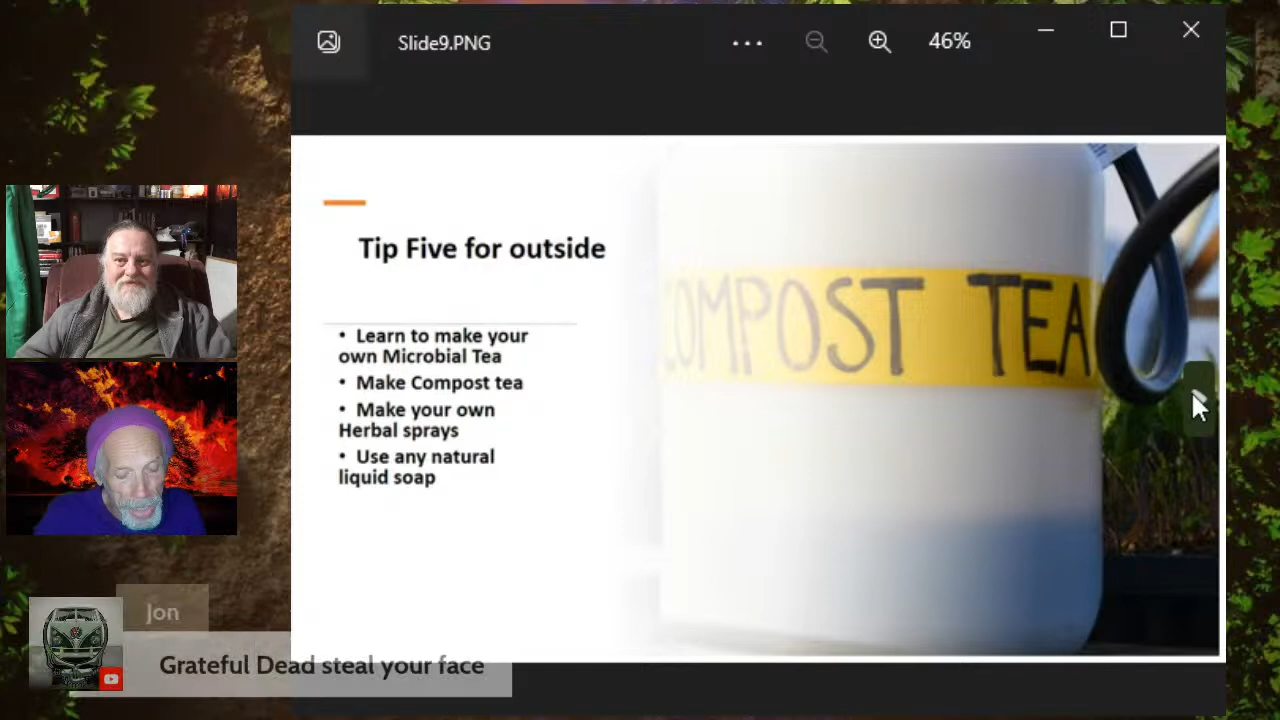 Slide9.PNG
46%
Tip Five for outside
• Learn to make your
own Microbial Tea
• Make Compost tea
• Make your own
Herbal sprays
• Use any natural
liquid soap
COMPOST TEA
Jon
Grateful Dead steal your face